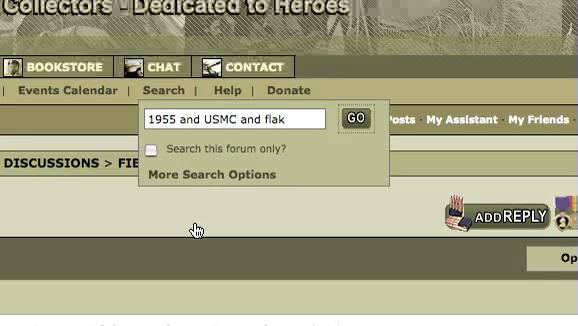 Collectors - Dedicated to Heroes
BOOKSTORE CHAT CONTACT
| Events Calendar | Search | Help | Donate
1955 and USMC and flak GO
Posts · My Assistant · My Friends ·
Search this forum only?
DISCUSSIONS > FIE
More Search Options
ADDREPLY
Op